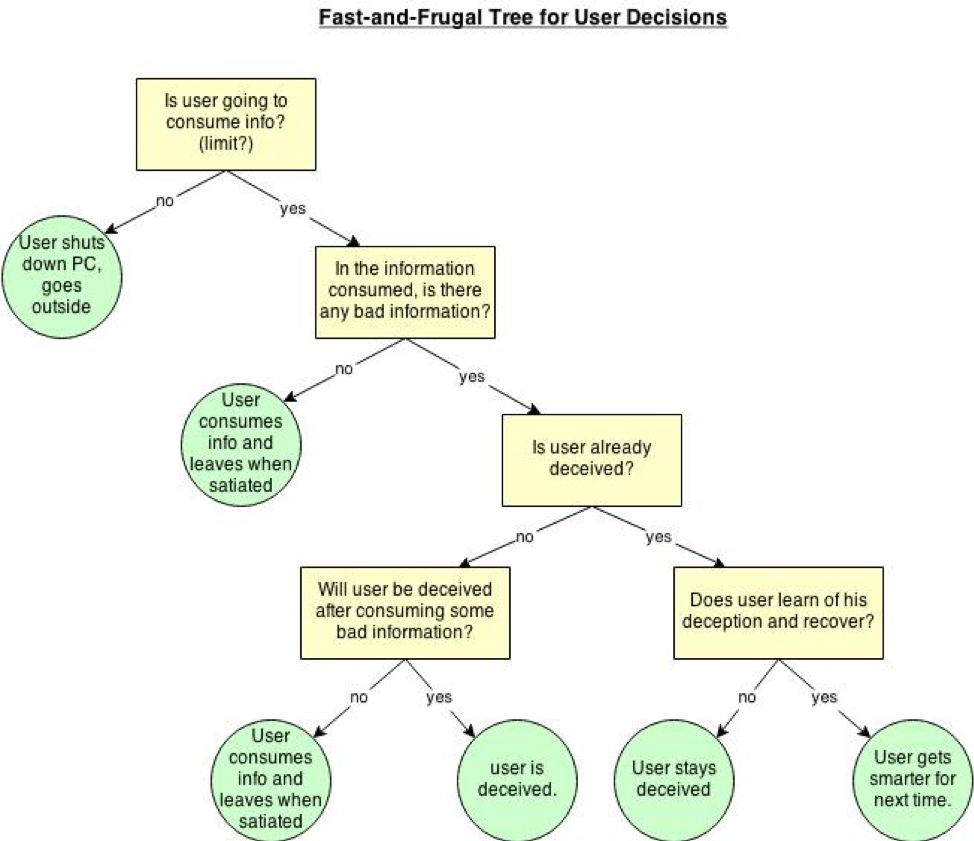 Fast-and-Frugal Tree for User Decisions
Is user going to
consume info?
(limit?)
no
yes
User shuts
down PC,
goes
outside
In the information
consumed, is there
any bad information?
no
yes
User
consumes
info and
leaves when
satiated
Is user already
deceived?
no
yes
Will user be deceived
after consuming some
bad information?
Does user learn of his
deception and recover?
no
yes
no
yes
User
consumes
info and
leaves when
satiated
user is
deceived.
User stays
deceived
User gets
smarter for
next time.